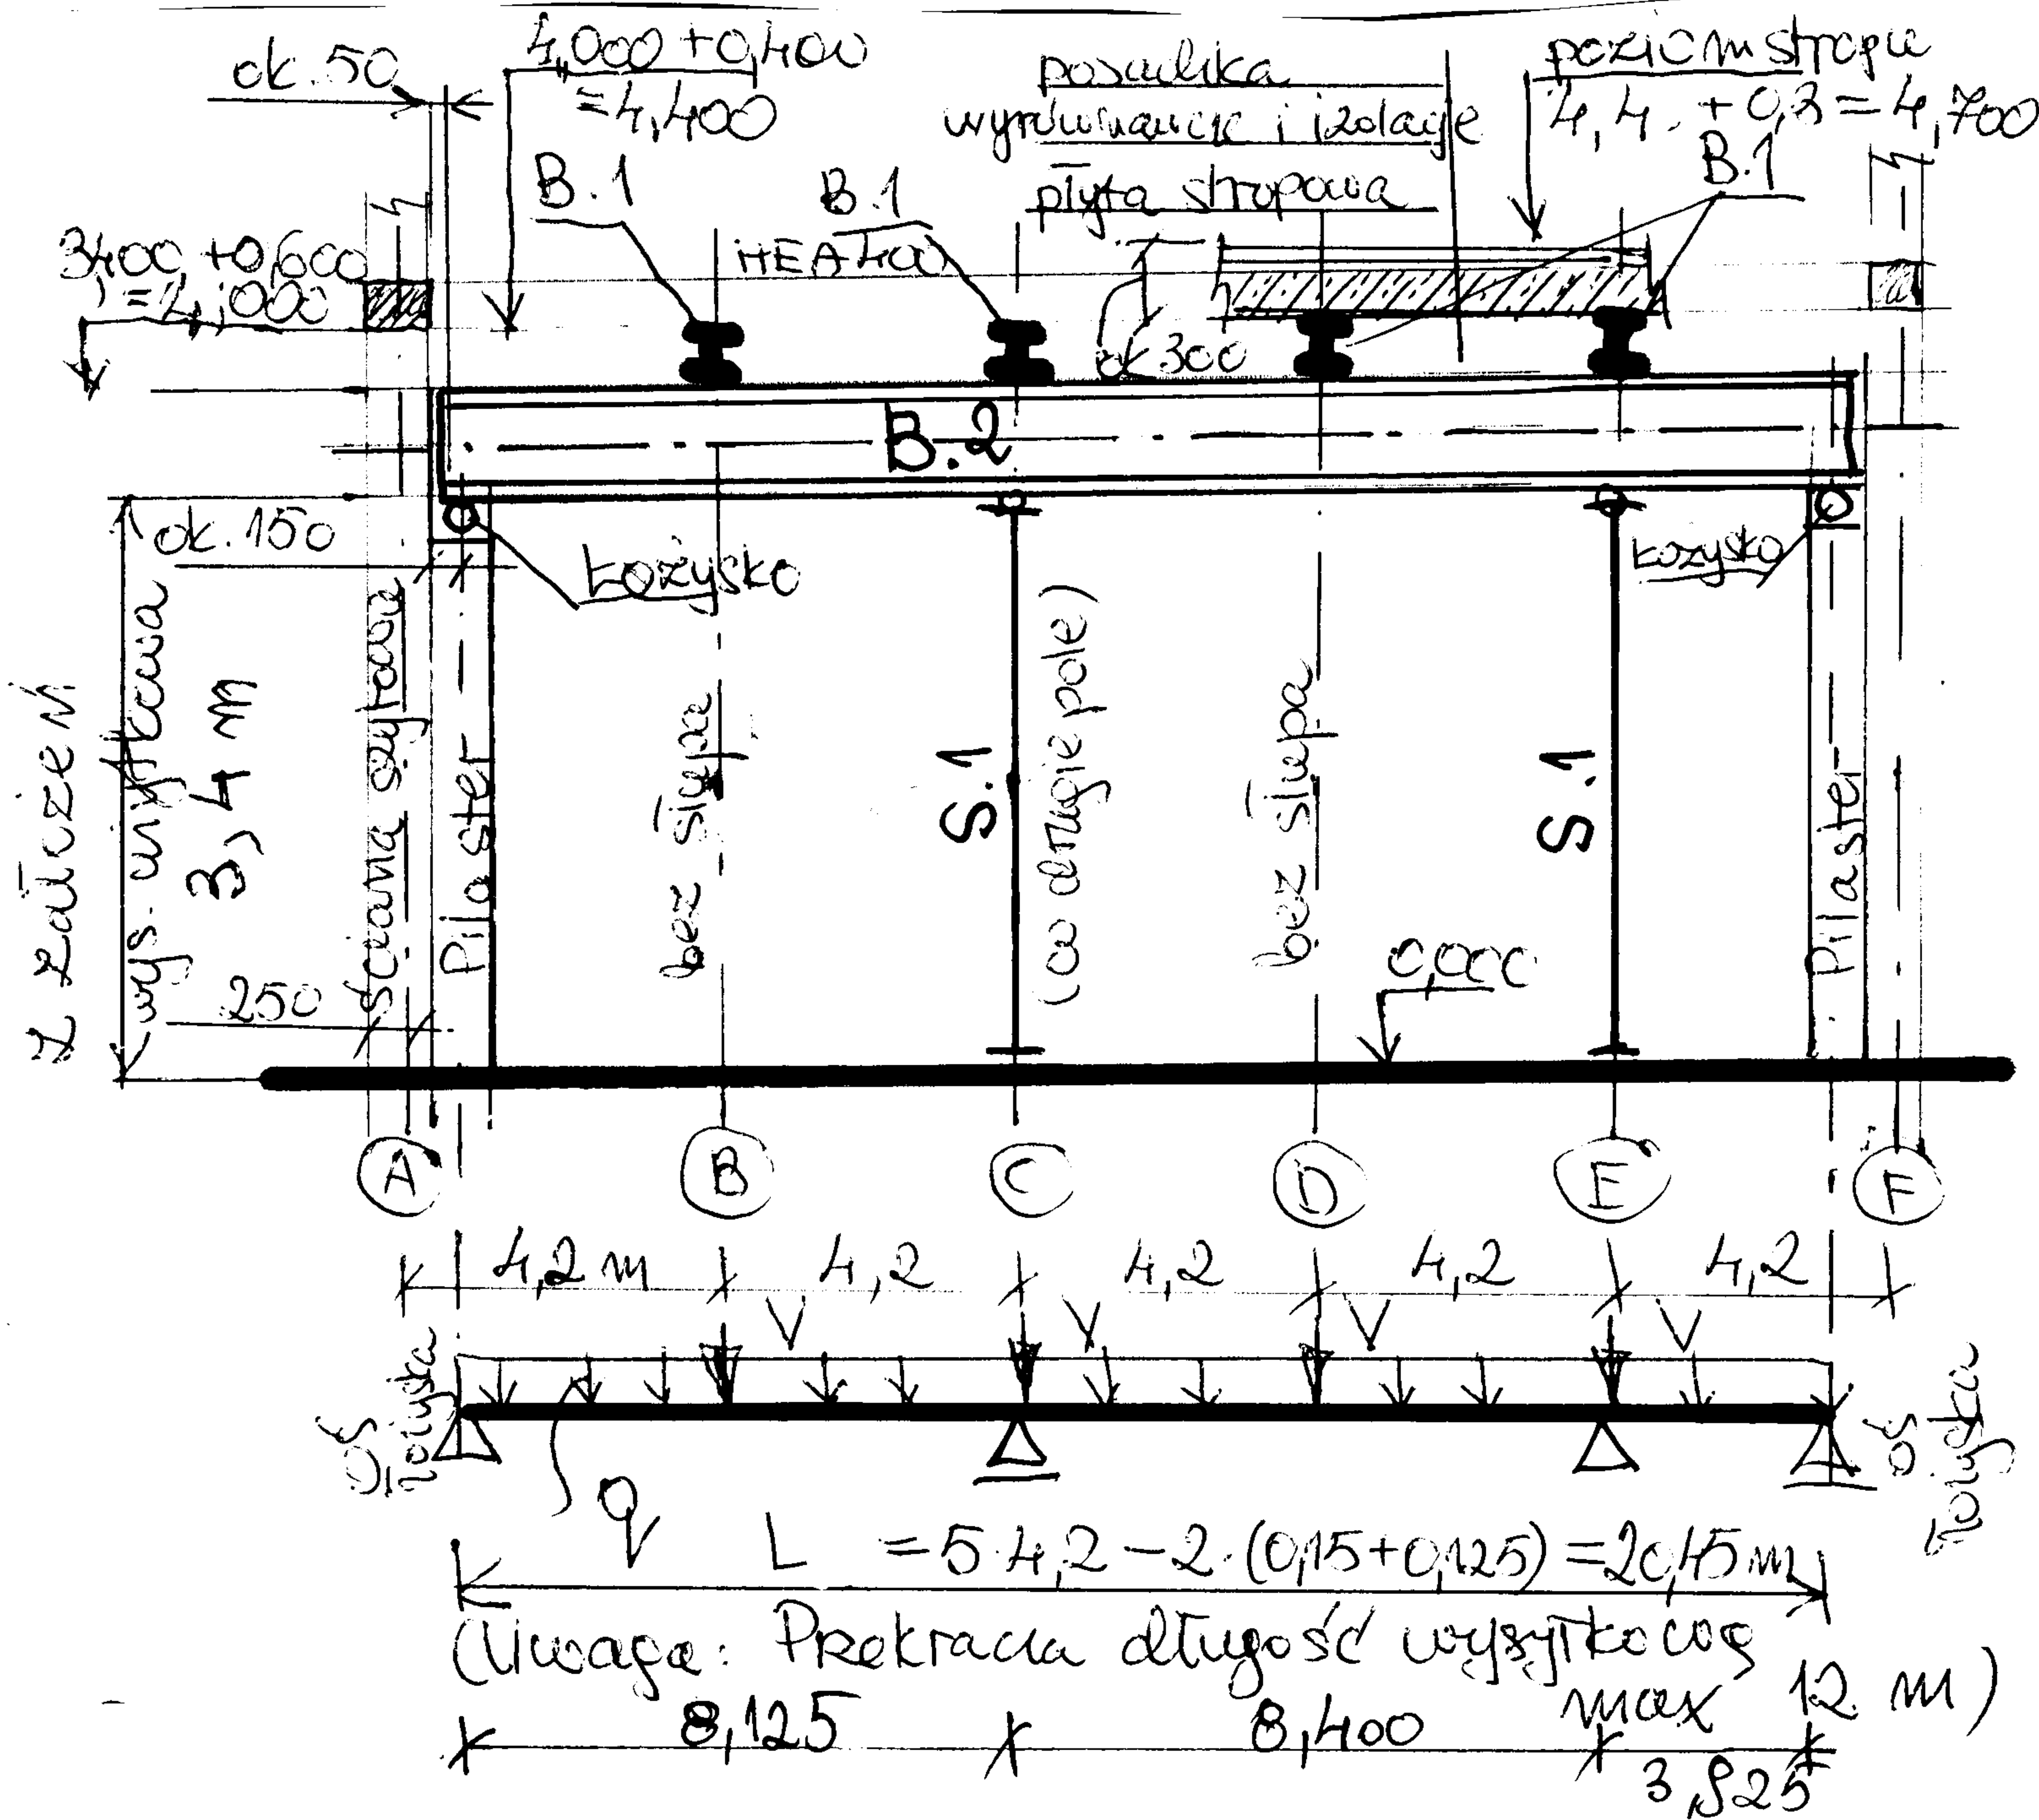 ok. 50
4,000 + 0,400
= 4,400
posadzka
wyrównanie i izolacje
płyta stropowa
poziom stropu
4,4. + 0,3 = 4,700
B.1
B.1
B.1
HEA 400
3,400 + 0,600
= 4,000
ok 300
B.2
ok. 150
Łożysko
Łożysko
Z założeń
wys. użytkowa
3,4 m
ściana szytowa
Pilaster
bez słupa
S.1
(co drugie pole)
bez słupa
S.1
Pilaster
250
0,000
A
B
C
D
E
F
4,2 m
4,2
4,2
4,2
4,2
V
V
V
V
Oś łożyska
Oś łożyska
q
L = 5·4,2 - 2·(0,15+0,125) = 20,45 m
(Uwaga: Przekracza długość wysyłkową
max 12 m)
8,125
8,400
3,925